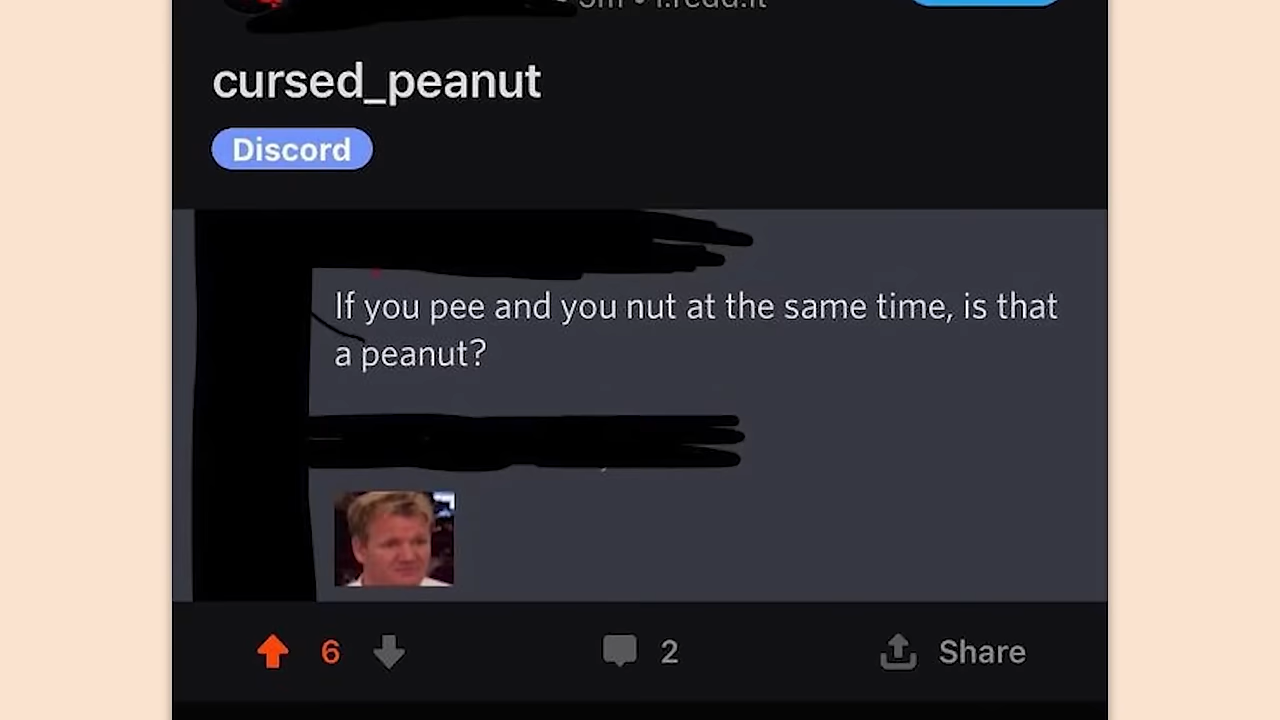 cursed_peanut
Discord
If you pee and you nut at the same time, is that
a peanut?
6
2
Share